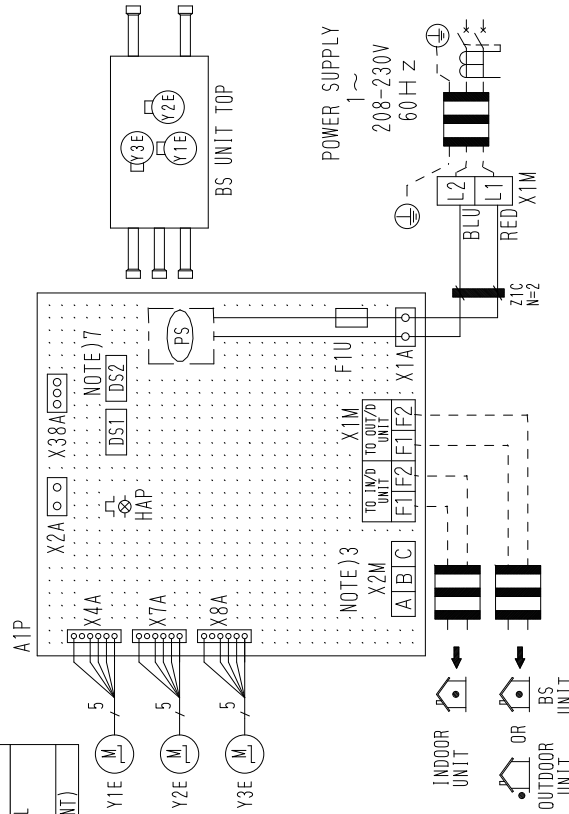 POWER SUPPLY
1~
208-230V
60Hz
Y3E
Y2E
Y1E
BS UNIT TOP
L2
L1
X1M
BLU
RED
Z1C
N=2
A1P
X2A
X38A
NOTE)7
DS1
DS2
PS
HAP
F1U
X1A
X4A
X7A
X8A
X1M
TO IN/D
UNIT
TO OUT/D
UNIT
F1
F2
F1
F2
NOTE)3
X2M
A
B
C
5
M
Y1E
5
M
Y2E
5
M
Y3E
INDOOR
UNIT
OUTDOOR
UNIT
OR
BS
UNIT
L
NT)